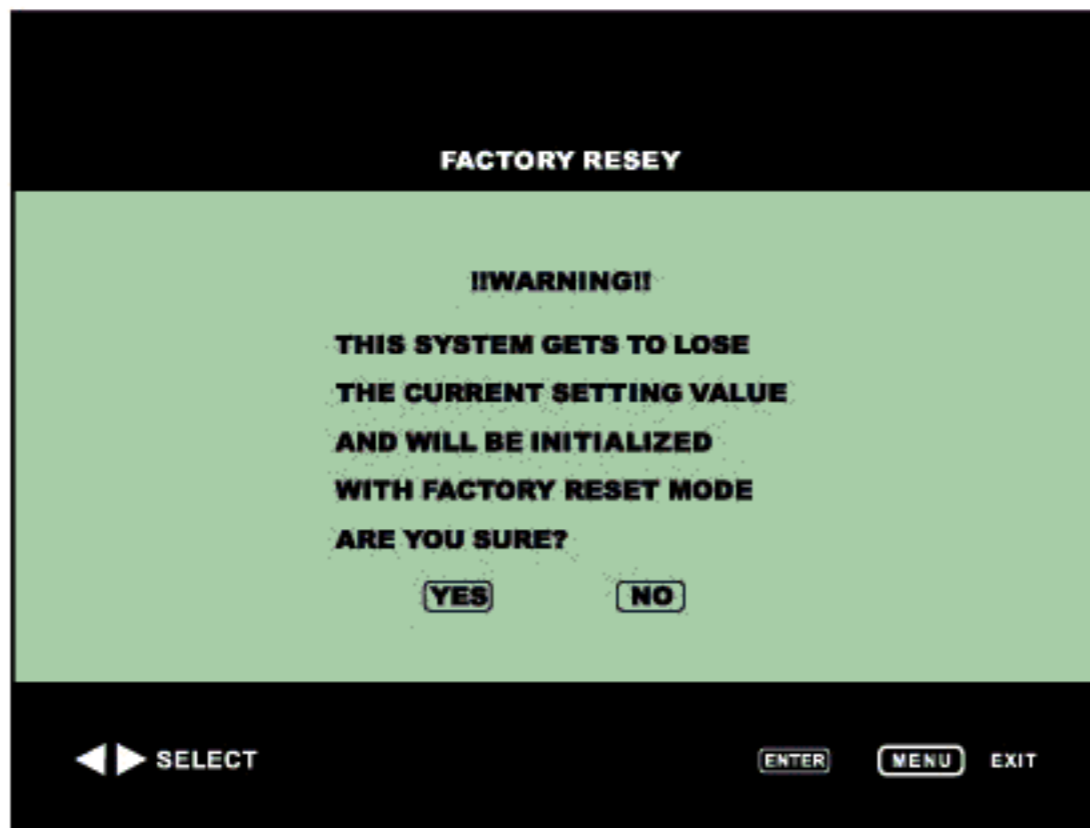 FACTORY RESEY
!!WARNING!!
THIS SYSTEM GETS TO LOSE
THE CURRENT SETTING VALUE
AND WILL BE INITIALIZED
WITH FACTORY RESET MODE
ARE YOU SURE?
YES NO
SELECT ENTER MENU EXIT